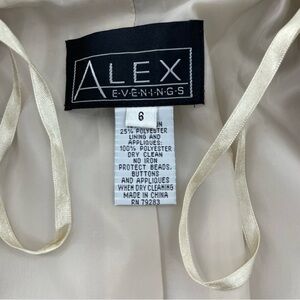 ALEX
EVENINGS
6
25% POLYESTER
LINING AND
APPLIQUES:
100% POLYESTER
DRY CLEAN
NO IRON
PROTECT BEADS,
BUTTONS
AND APPLIQUES
WHEN DRY CLEANING
MADE IN CHINA
RN 79283